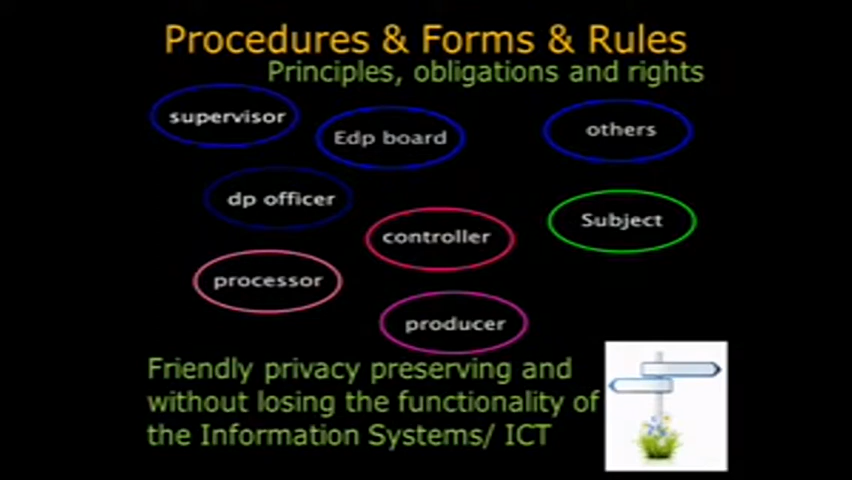 Procedures & Forms & Rules
Principles, obligations and rights
supervisor
Edp board
others
dp officer
Subject
controller
processor
producer
Friendly privacy preserving and
without losing the functionality of
the Information Systems/ ICT